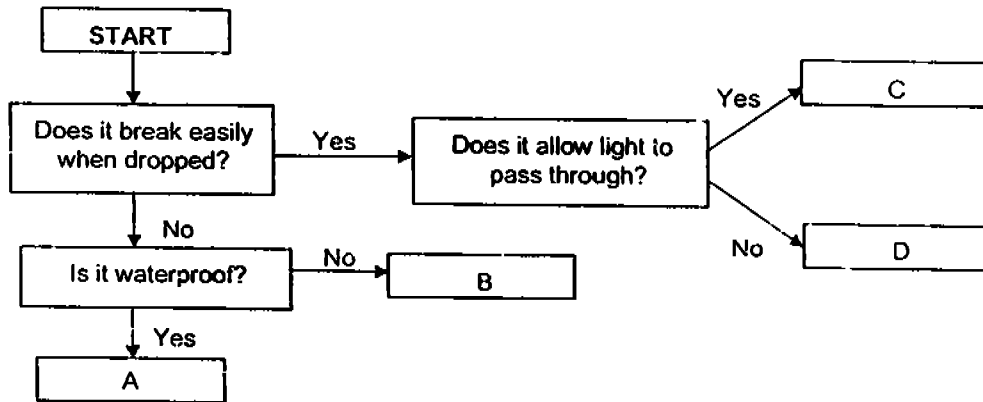 START
Does it break easily
when dropped?
Yes
Does it allow light to
pass through?
Yes
C
No
D
No
Is it waterproof?
No
B
Yes
A